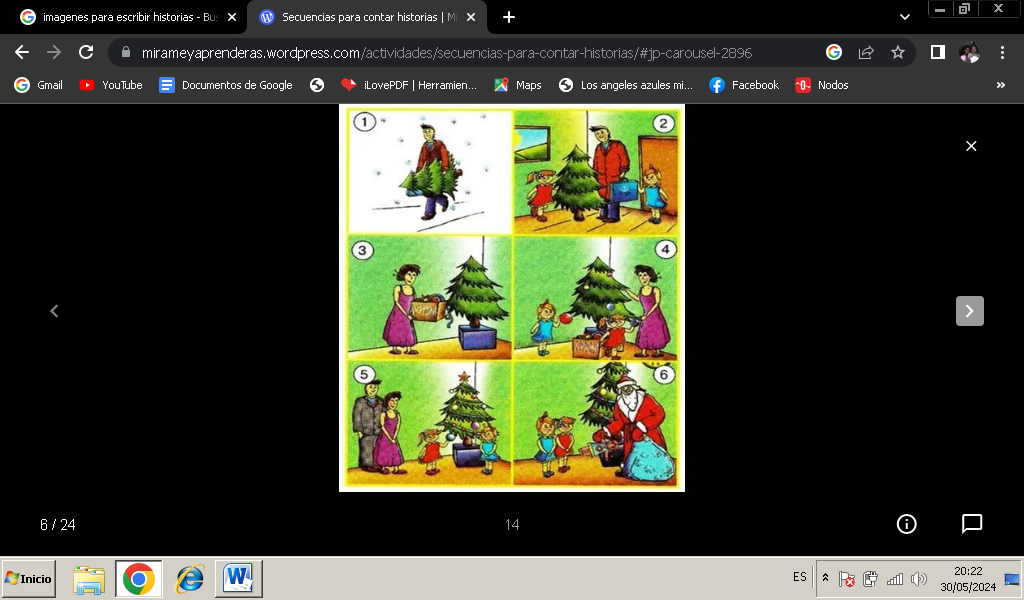 imagenes para escribir historias - Bus
Secuencias para contar historias | Mi
mirameyaprenderas.wordpress.com/actividades/secuencias-para-contar-historias/#jp-carousel-2896
Gmail YouTube Documentos de Google iLovePDF | Herramien... Maps Los angeles azules mi... Facebook Nodos
1 2
3 4
5 6
6 / 24 14
Inicio ES 20:22
30/05/2024